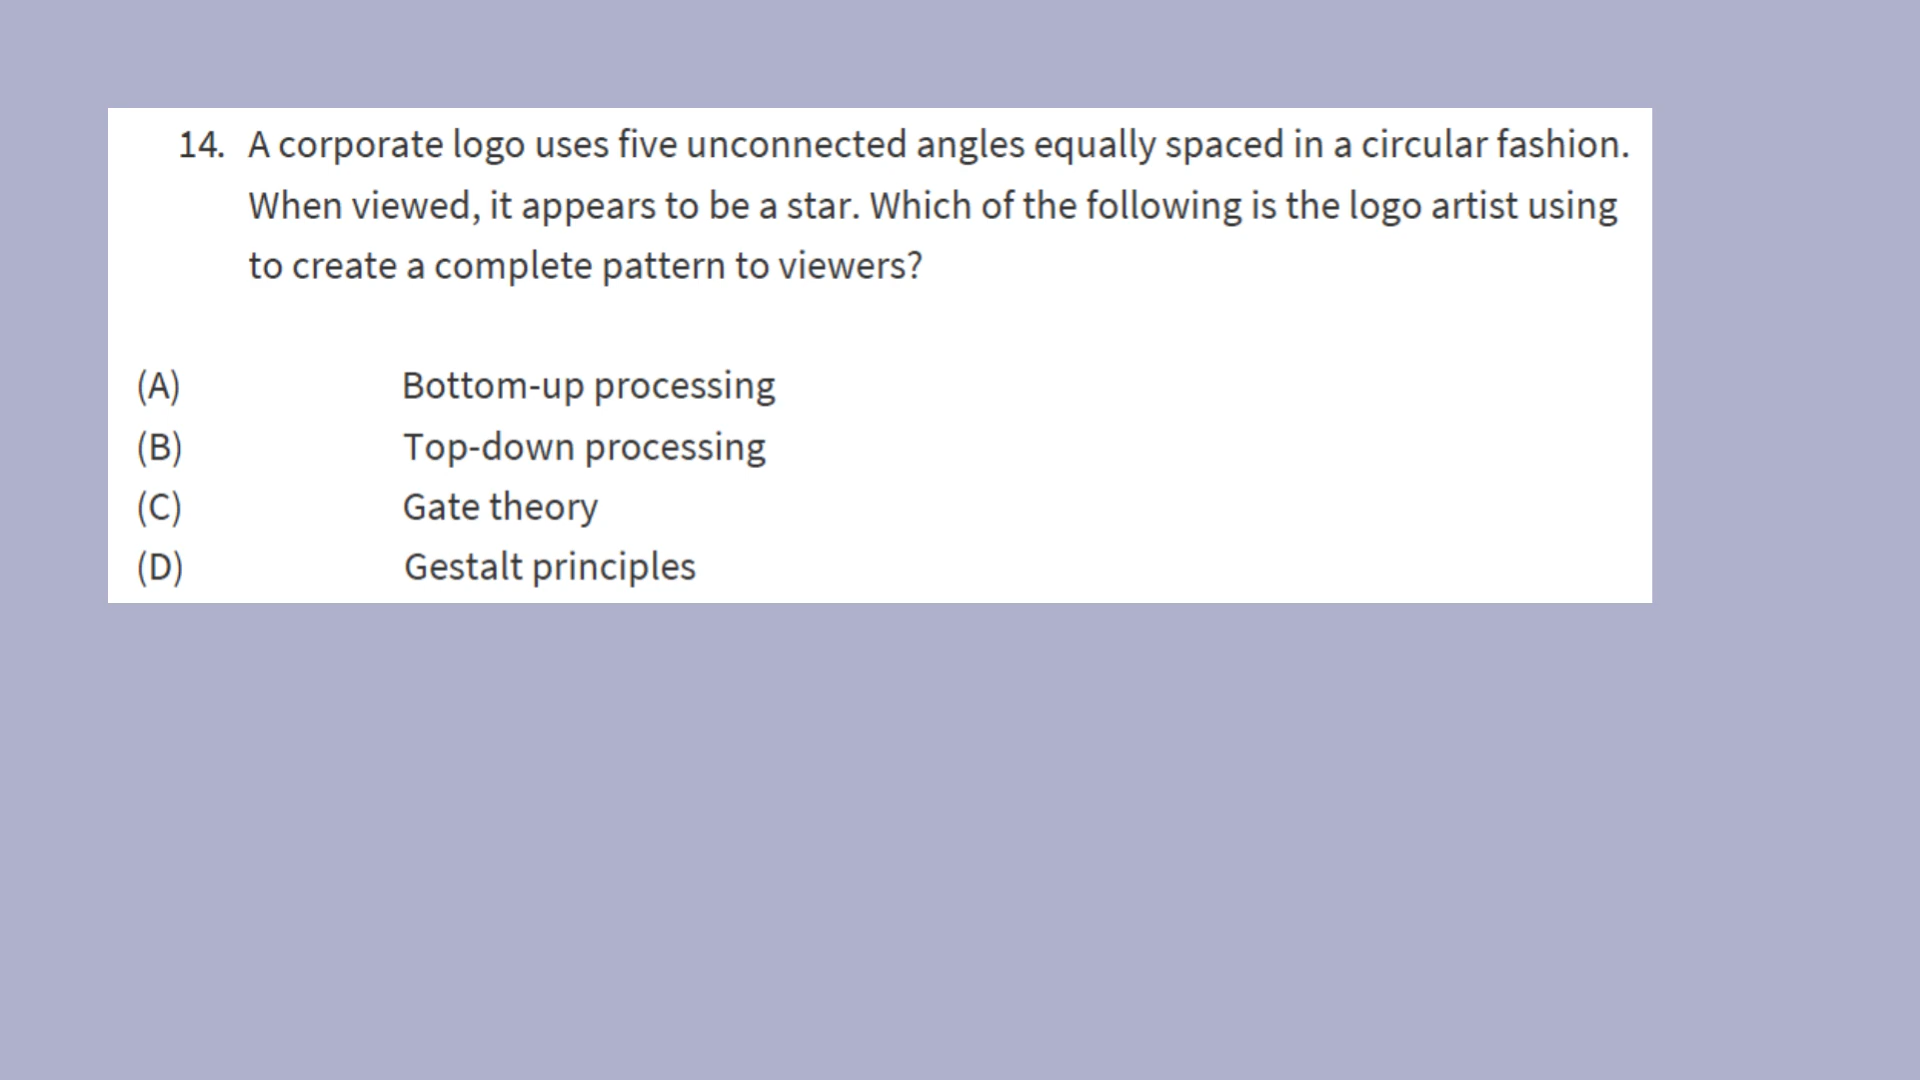 14. A corporate logo uses five unconnected angles equally spaced in a circular fashion.
When viewed, it appears to be a star. Which of the following is the logo artist using
to create a complete pattern to viewers?
(A) Bottom-up processing
(B) Top-down processing
(C) Gate theory
(D) Gestalt principles